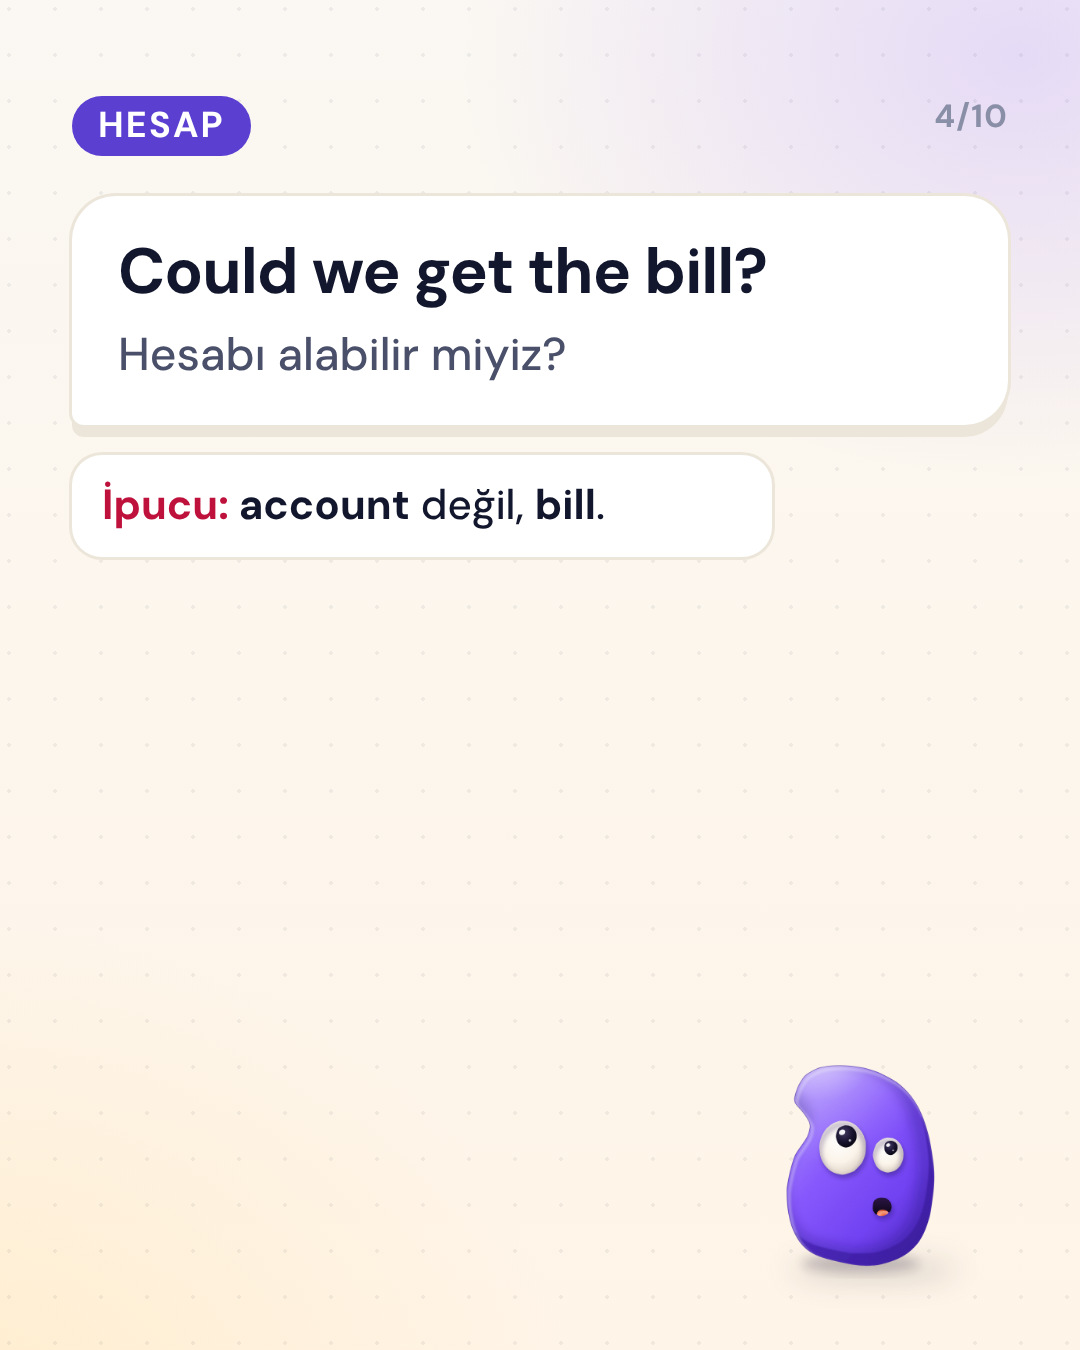 HESAP
4/10
Could we get the bill?
Hesabı alabilir miyiz?
İpucu: account değil, bill.